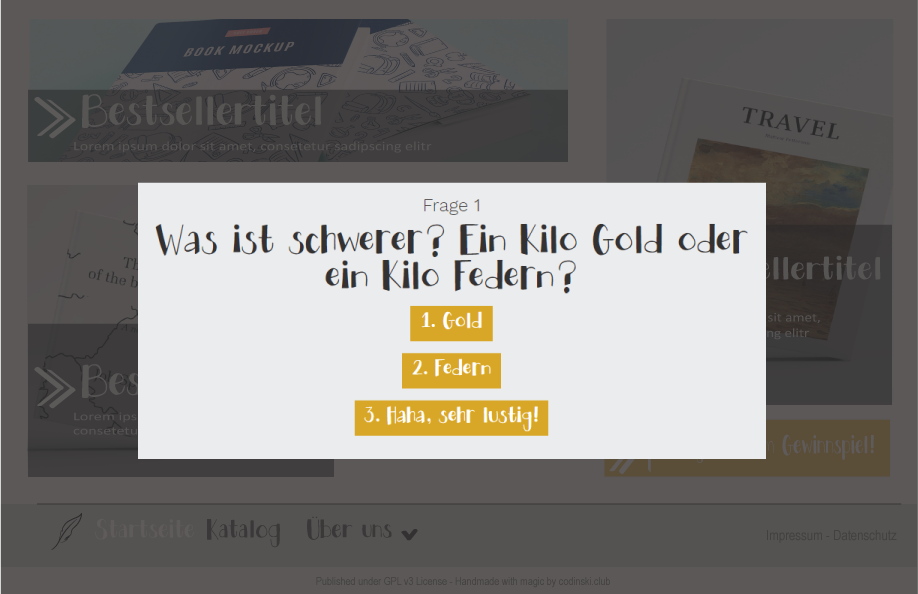 BOOK MOCKUP
Bestsellertitel
Lorem ipsum dolor sit amet, consetetur sadipscing elitr
TRAVEL
Th
of the b
ellertitel
sit amet,
ng elitr
Bes
Lorem ips
consetetu
Frage 1
Was ist schwerer? Ein Kilo Gold oder
ein Kilo Federn?
1. Gold
2. Federn
3. Haha, sehr lustig!
Gewinnspiel!
Startseite Katalog Über uns
Impressum - Datenschutz
Published under GPL v3 License - Handmade with magic by codinski.club